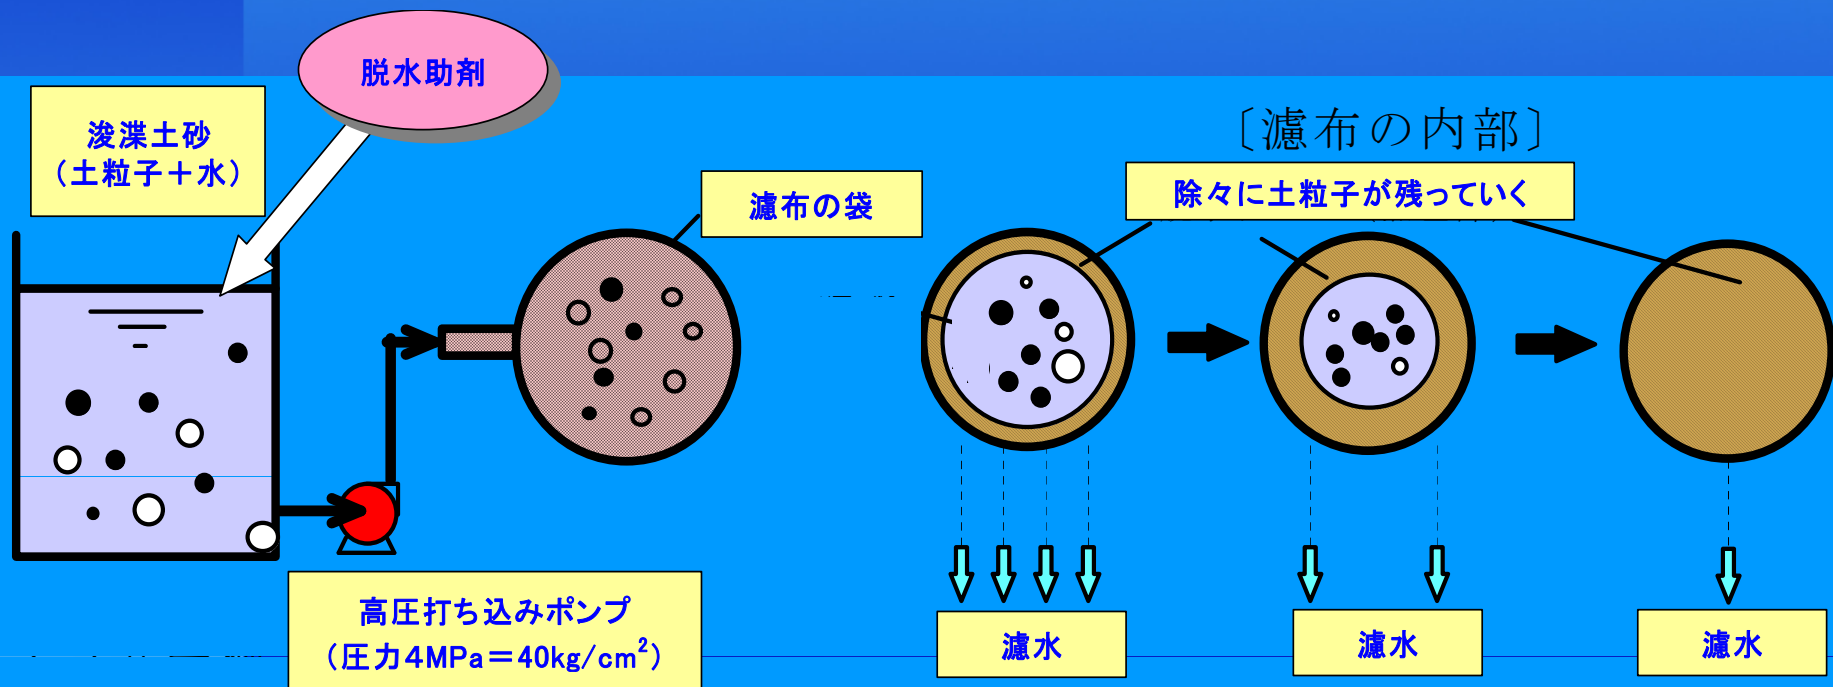 脱水助剤
浚渫土砂
(土粒子+水)
濾布の袋
〔濾布の内部〕
除々に土粒子が残っていく
高圧打ち込みポンプ
(圧力4MPa=40kg/cm²)
濾水
濾水
濾水